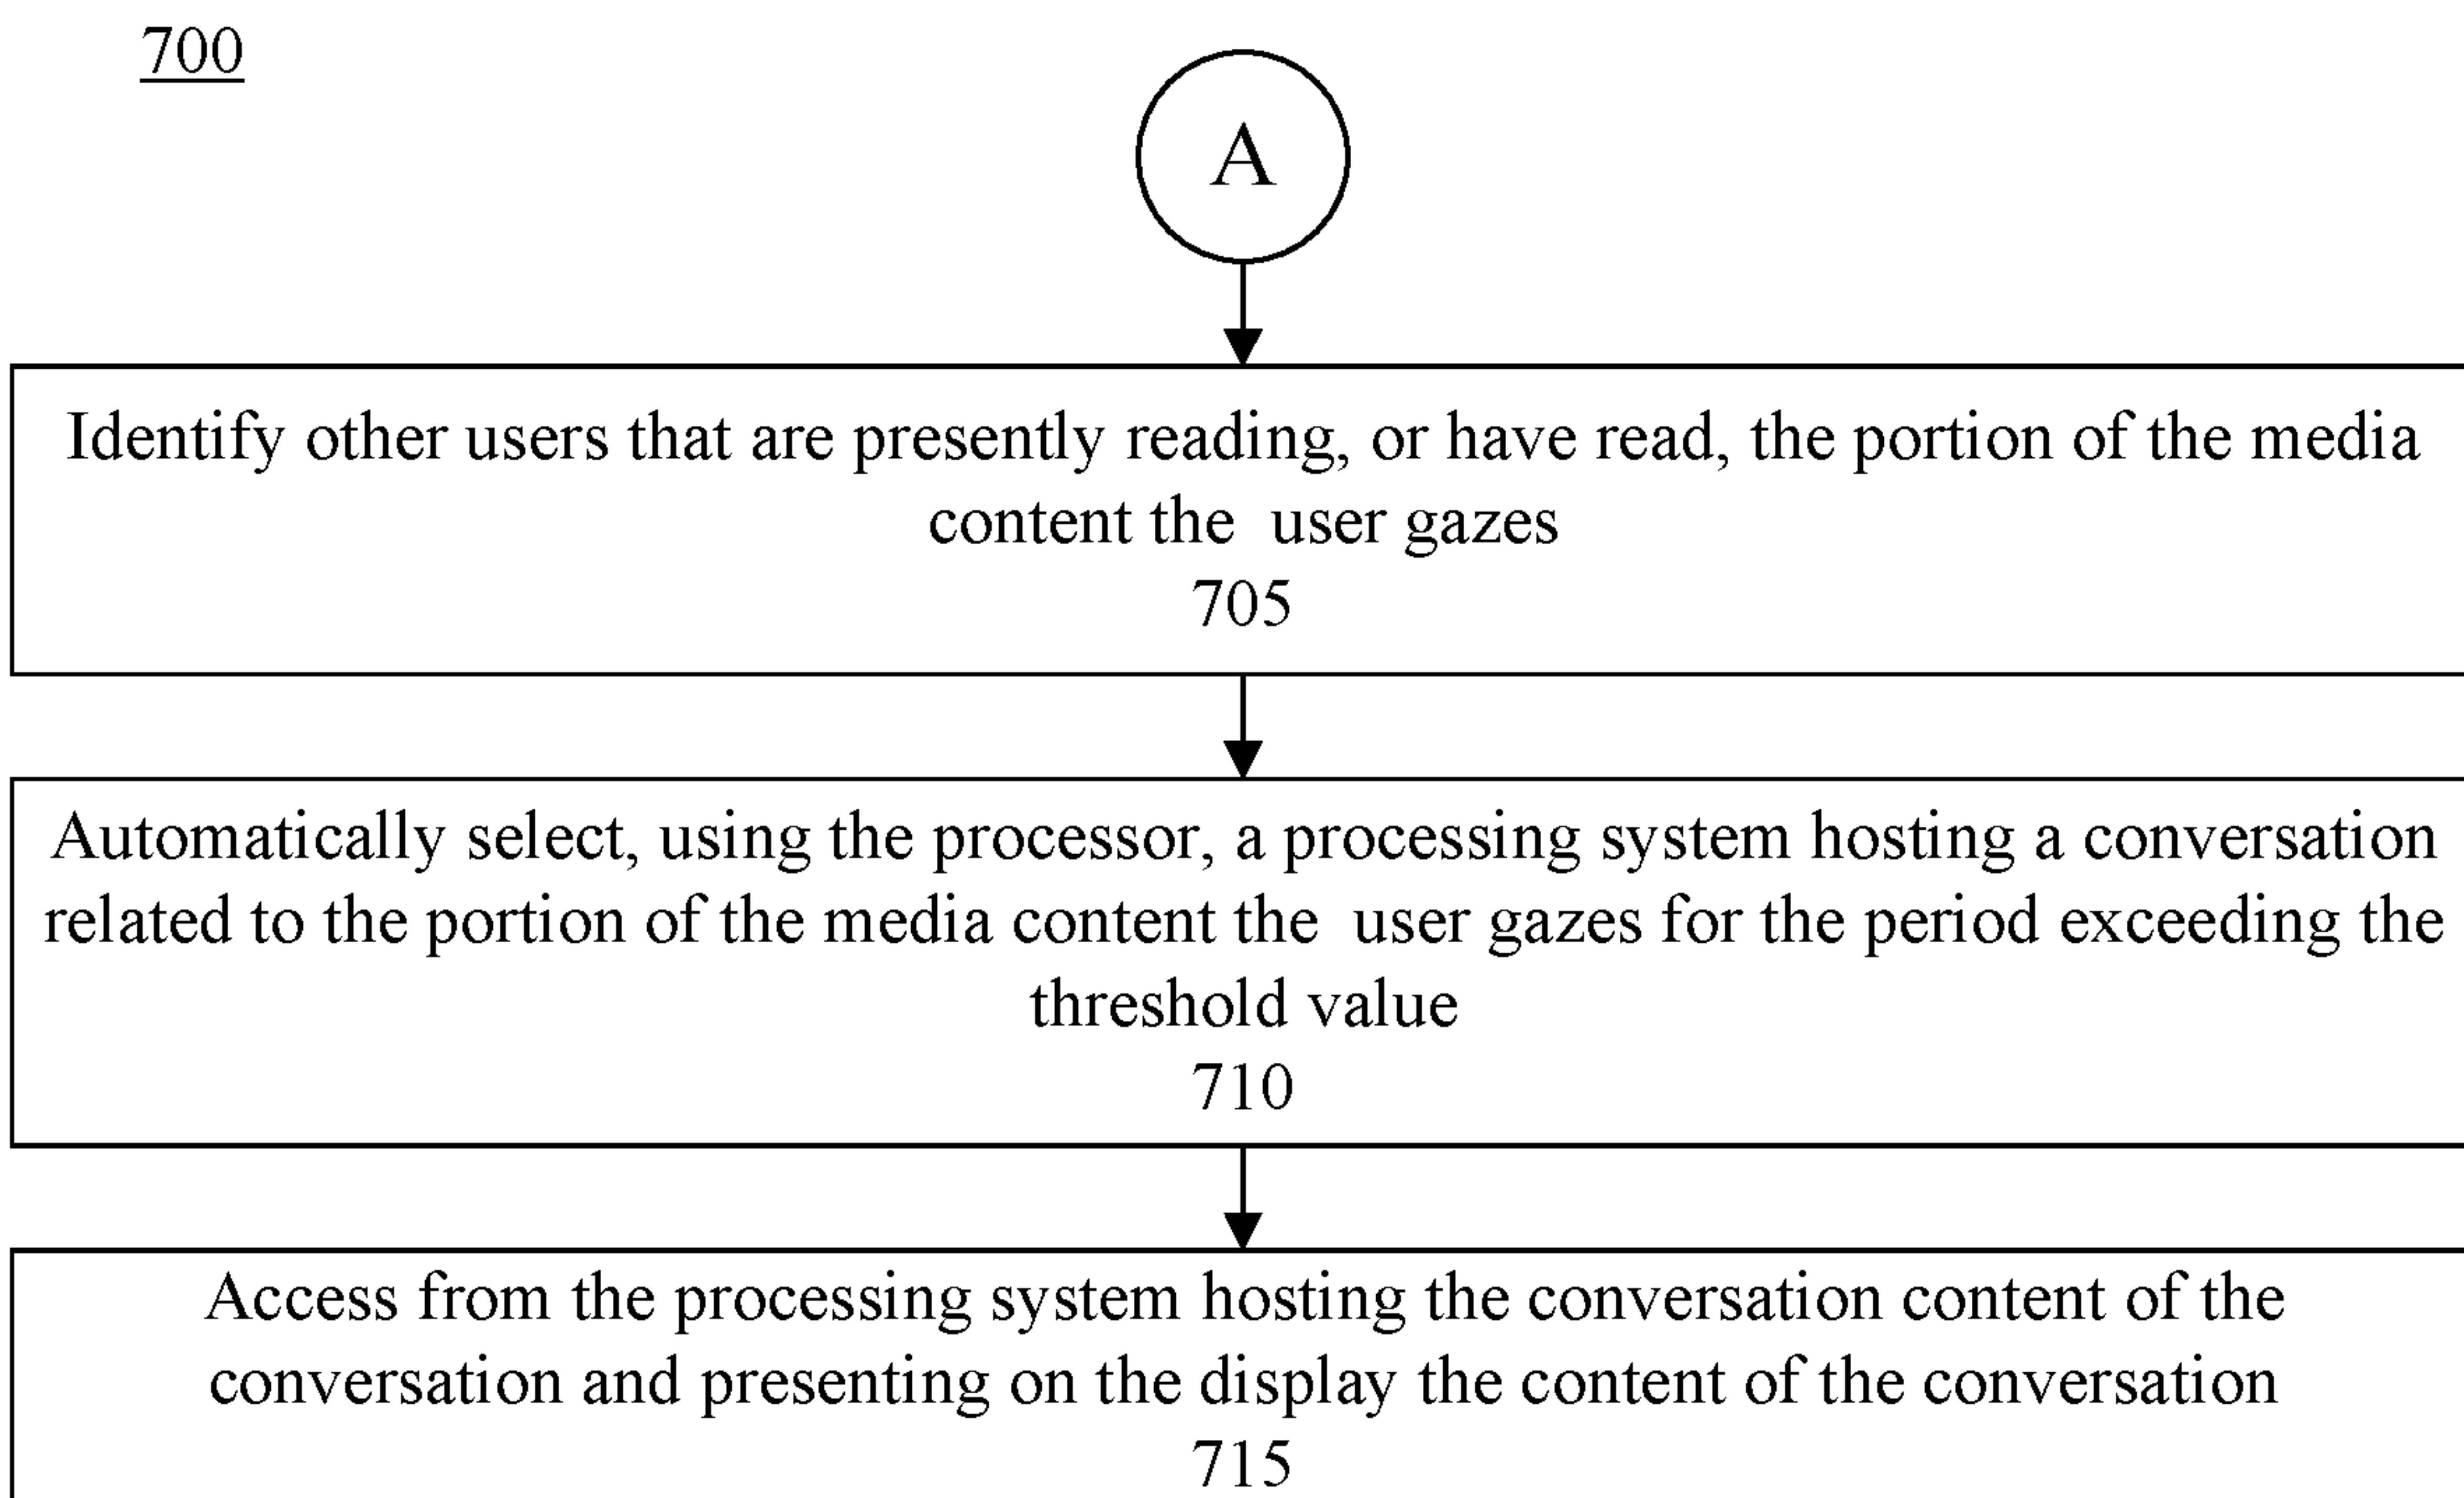 700
A
Identify other users that are presently reading, or have read, the portion of the media
content the user gazes
705
Automatically select, using the processor, a processing system hosting a conversation
related to the portion of the media content the user gazes for the period exceeding the
threshold value
710
Access from the processing system hosting the conversation content of the
conversation and presenting on the display the content of the conversation
715